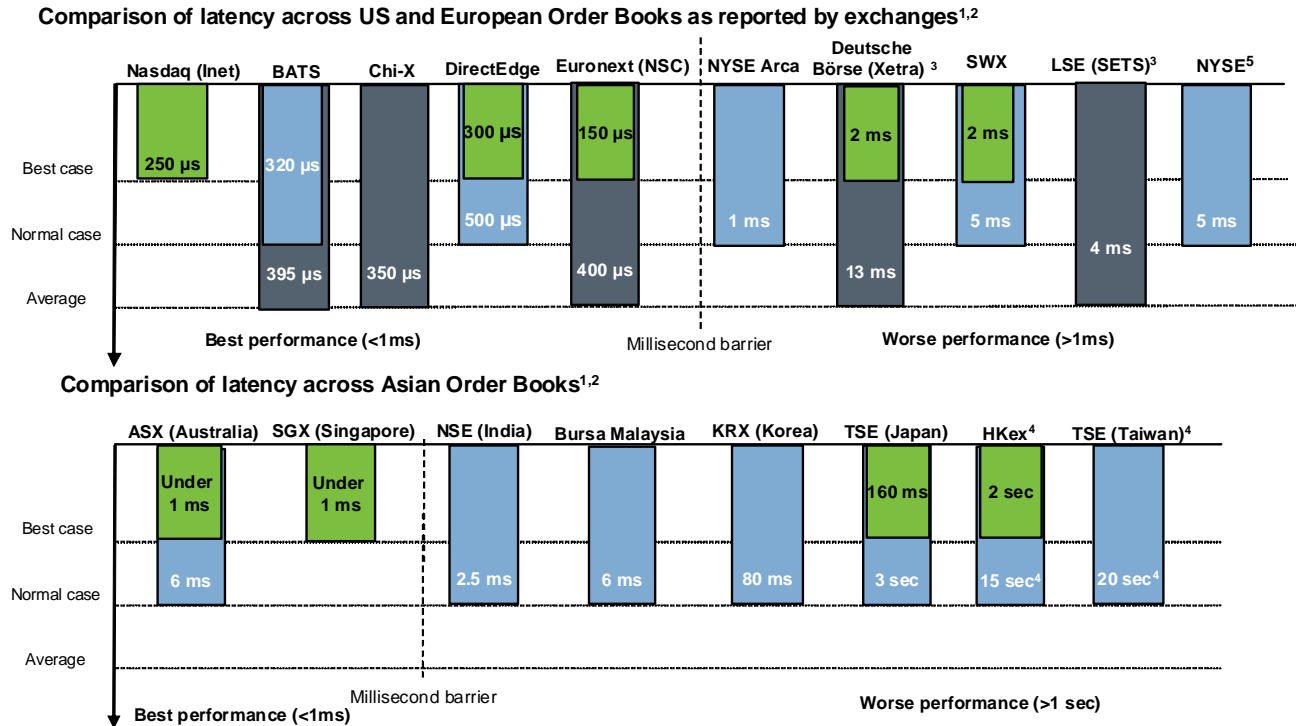 Comparison of latency across US and European Order Books as reported by exchanges1,2
Nasdaq (Inet)
BATS
Chi-X
DirectEdge
Euronext (NSC)
NYSE Arca
Deutsche
Börse (Xetra) 3
SWX
LSE (SETS)3
NYSE5
300 µs
150 µs
2 ms
2 ms
Best case
250 µs
320 µs
Normal case
500 µs
1 ms
5 ms
4 ms
5 ms
Average
395 µs
350 µs
400 µs
13 ms
Best performance (<1ms)
Millisecond barrier
Worse performance (>1ms)
Comparison of latency across Asian Order Books1,2
ASX (Australia)
SGX (Singapore)
NSE (India)
Bursa Malaysia
KRX (Korea)
TSE (Japan)
HKex4
TSE (Taiwan)4
Under
1 ms
Under
1 ms
160 ms
2 sec
Best case
Normal case
6 ms
2.5 ms
6 ms
80 ms
3 sec
15 sec4
20 sec4
Average
Best performance (<1ms)
Millisecond barrier
Worse performance (>1 sec)